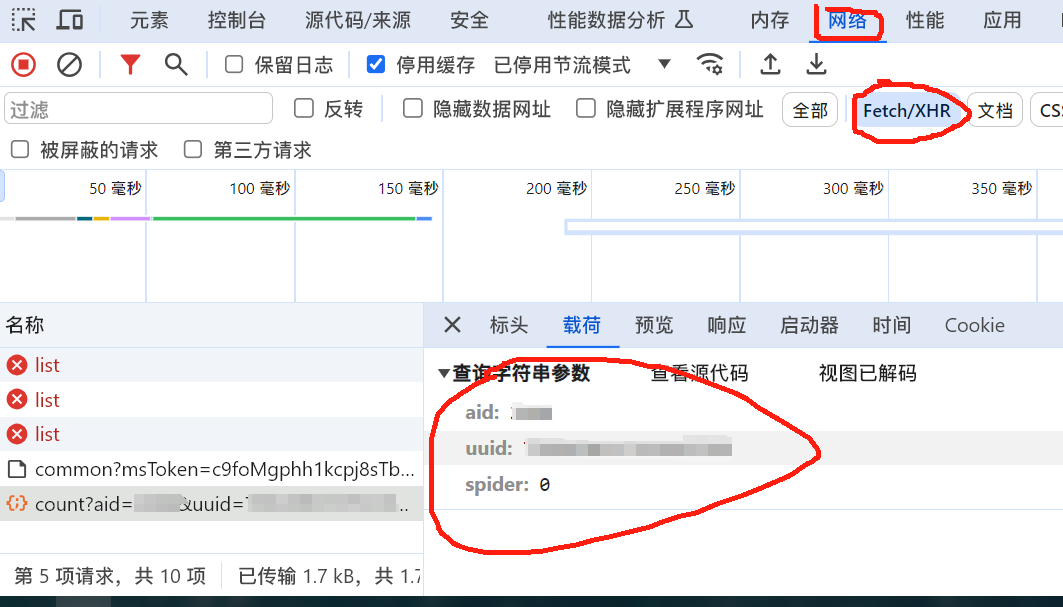 元素 控制台 源代码/来源 安全 性能数据分析 内存 网络 性能 应用
保留日志 停用缓存 已停用节流模式
过滤 反转 隐藏数据网址 隐藏扩展程序网址 全部 Fetch/XHR 文档 CS
被屏蔽的请求 第三方请求
50 毫秒 100 毫秒 150 毫秒 200 毫秒 250 毫秒 300 毫秒 350 毫秒
名称 标头 载荷 预览 响应 启动器 时间 Cookie
list
查询字符串参数 查看源代码 视图已解码
list
aid:
list
uuid:
common?msToken=c9foMgphh1kcpj8sTb...
spider: 0
count?aid= &uuid= ..
第 5 项请求，共 10 项 已传输 1.7 kB，共 1.7